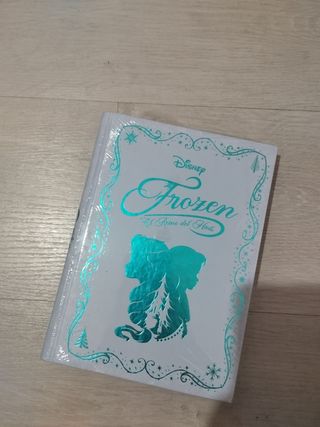 Disney
Frozen
El Reino del Hielo